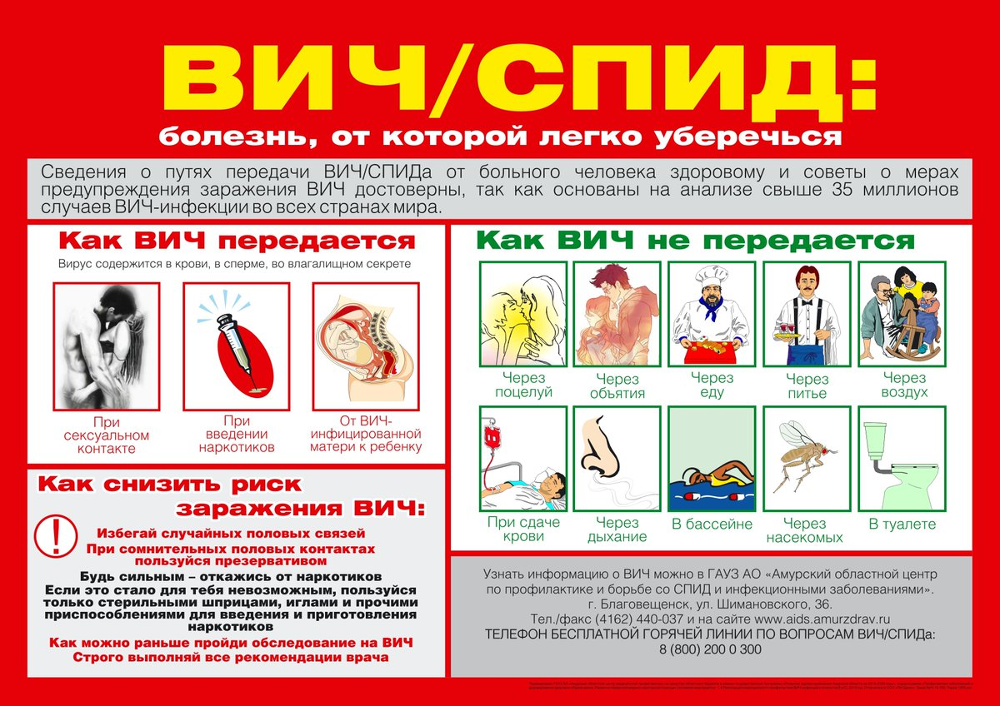 ВИЧ/СПИД:
болезнь, от которой легко уберечься
Сведения о путях передачи ВИЧ/СПИДа от больного человека здоровому и советы о мерах
предупреждения заражения ВИЧ достоверны, так как основаны на анализе свыше 35 миллионов
случаев ВИЧ-инфекции во всех странах мира.
Как ВИЧ передается
Вирус содержится в крови, в сперме, во влагалищном секрете
При
сексуальном
контакте
При
введении
наркотиков
От ВИЧ-
инфицированной
матери к ребенку
Как снизить риск
заражения ВИЧ:
!
Избегай случайных половых связей
При сомнительных половых контактах
пользуйся презервативом
Будь сильным – откажись от наркотиков
Если это стало для тебя невозможным, пользуйся
только стерильными шприцами, иглами и прочими
приспособлениями для введения и приготовления
наркотиков
Как можно раньше пройди обследование на ВИЧ
Строго выполняй все рекомендации врача
Как ВИЧ не передается
Через
поцелуй
Через
объятия
Через
еду
Через
питье
Через
воздух
При сдаче
крови
Через
дыхание
В бассейне
Через
насекомых
В туалете
Узнать информацию о ВИЧ можно в ГАУЗ АО «Амурский областной центр
по профилактике и борьбе со СПИД и инфекционными заболеваниями».
г. Благовещенск, ул. Шимановского, 36.
Тел./факс (4162) 440-037 и на сайте www.aids.amurzdrav.ru
ТЕЛЕФОН БЕСПЛАТНОЙ ГОРЯЧЕЙ ЛИНИИ ПО ВОПРОСАМ ВИЧ/СПИДа:
8 (800) 200 0 300